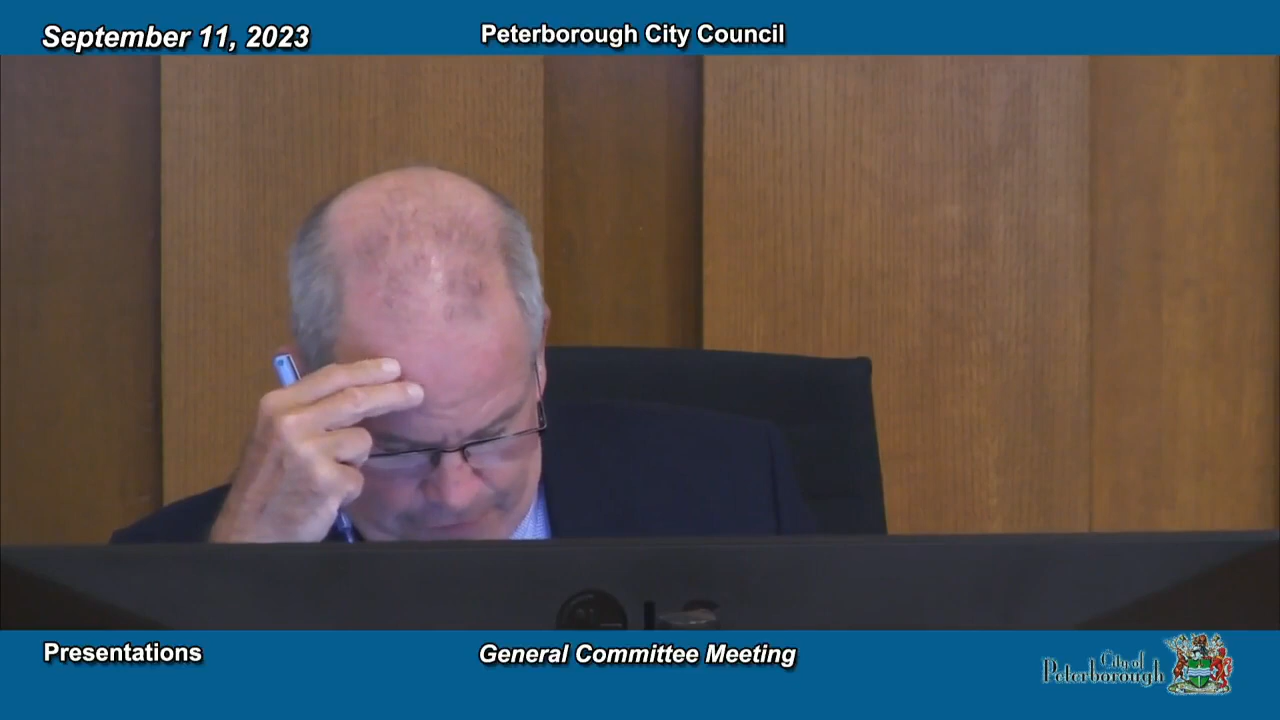 September 11, 2023
Peterborough City Council
Presentations
General Committee Meeting
City of
Peterborough